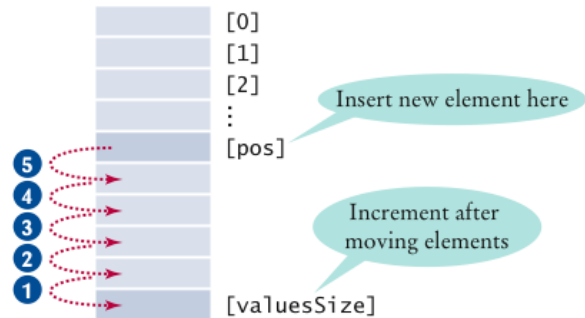 [0]
[1]
[2]
⋮
Insert new element here
[pos]
5
4
3
2
1
Increment after
moving elements
[valuesSize]